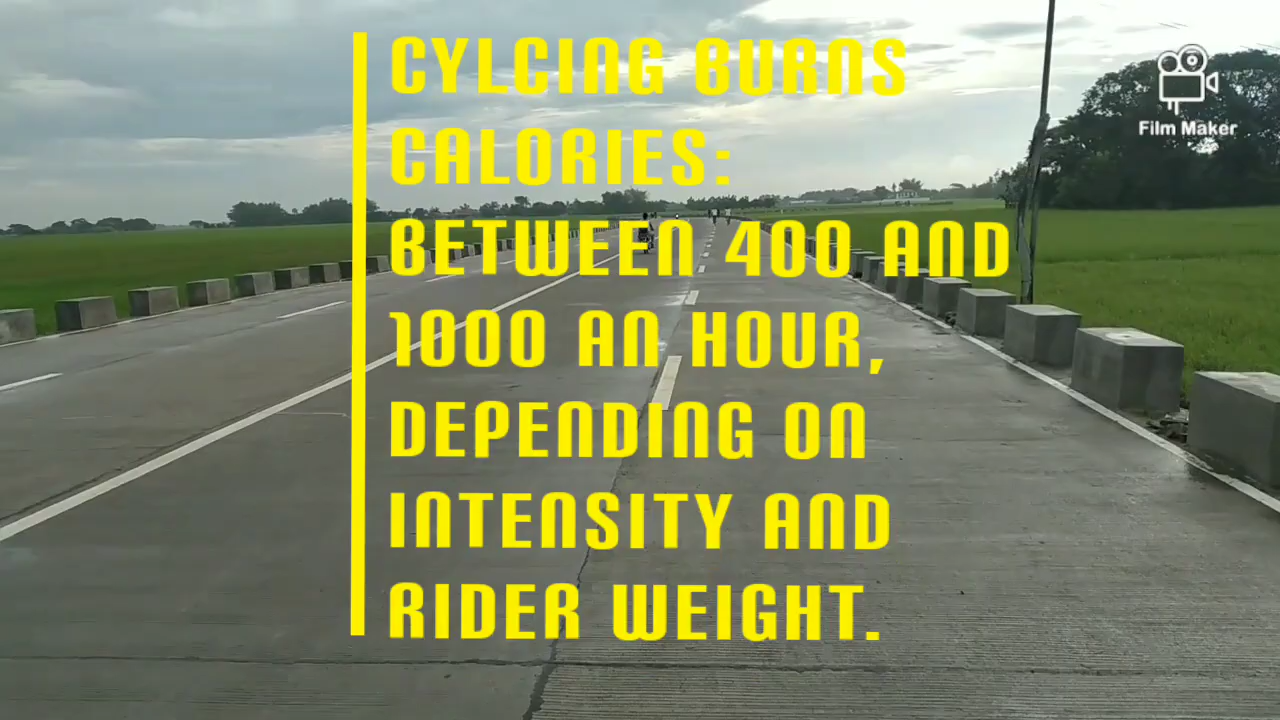 CYLCING BURNS
CALORIES:
BETWEEN 400 AND
1000 AN HOUR,
DEPENDING ON
INTENSITY AND
RIDER WEIGHT.
Film Maker